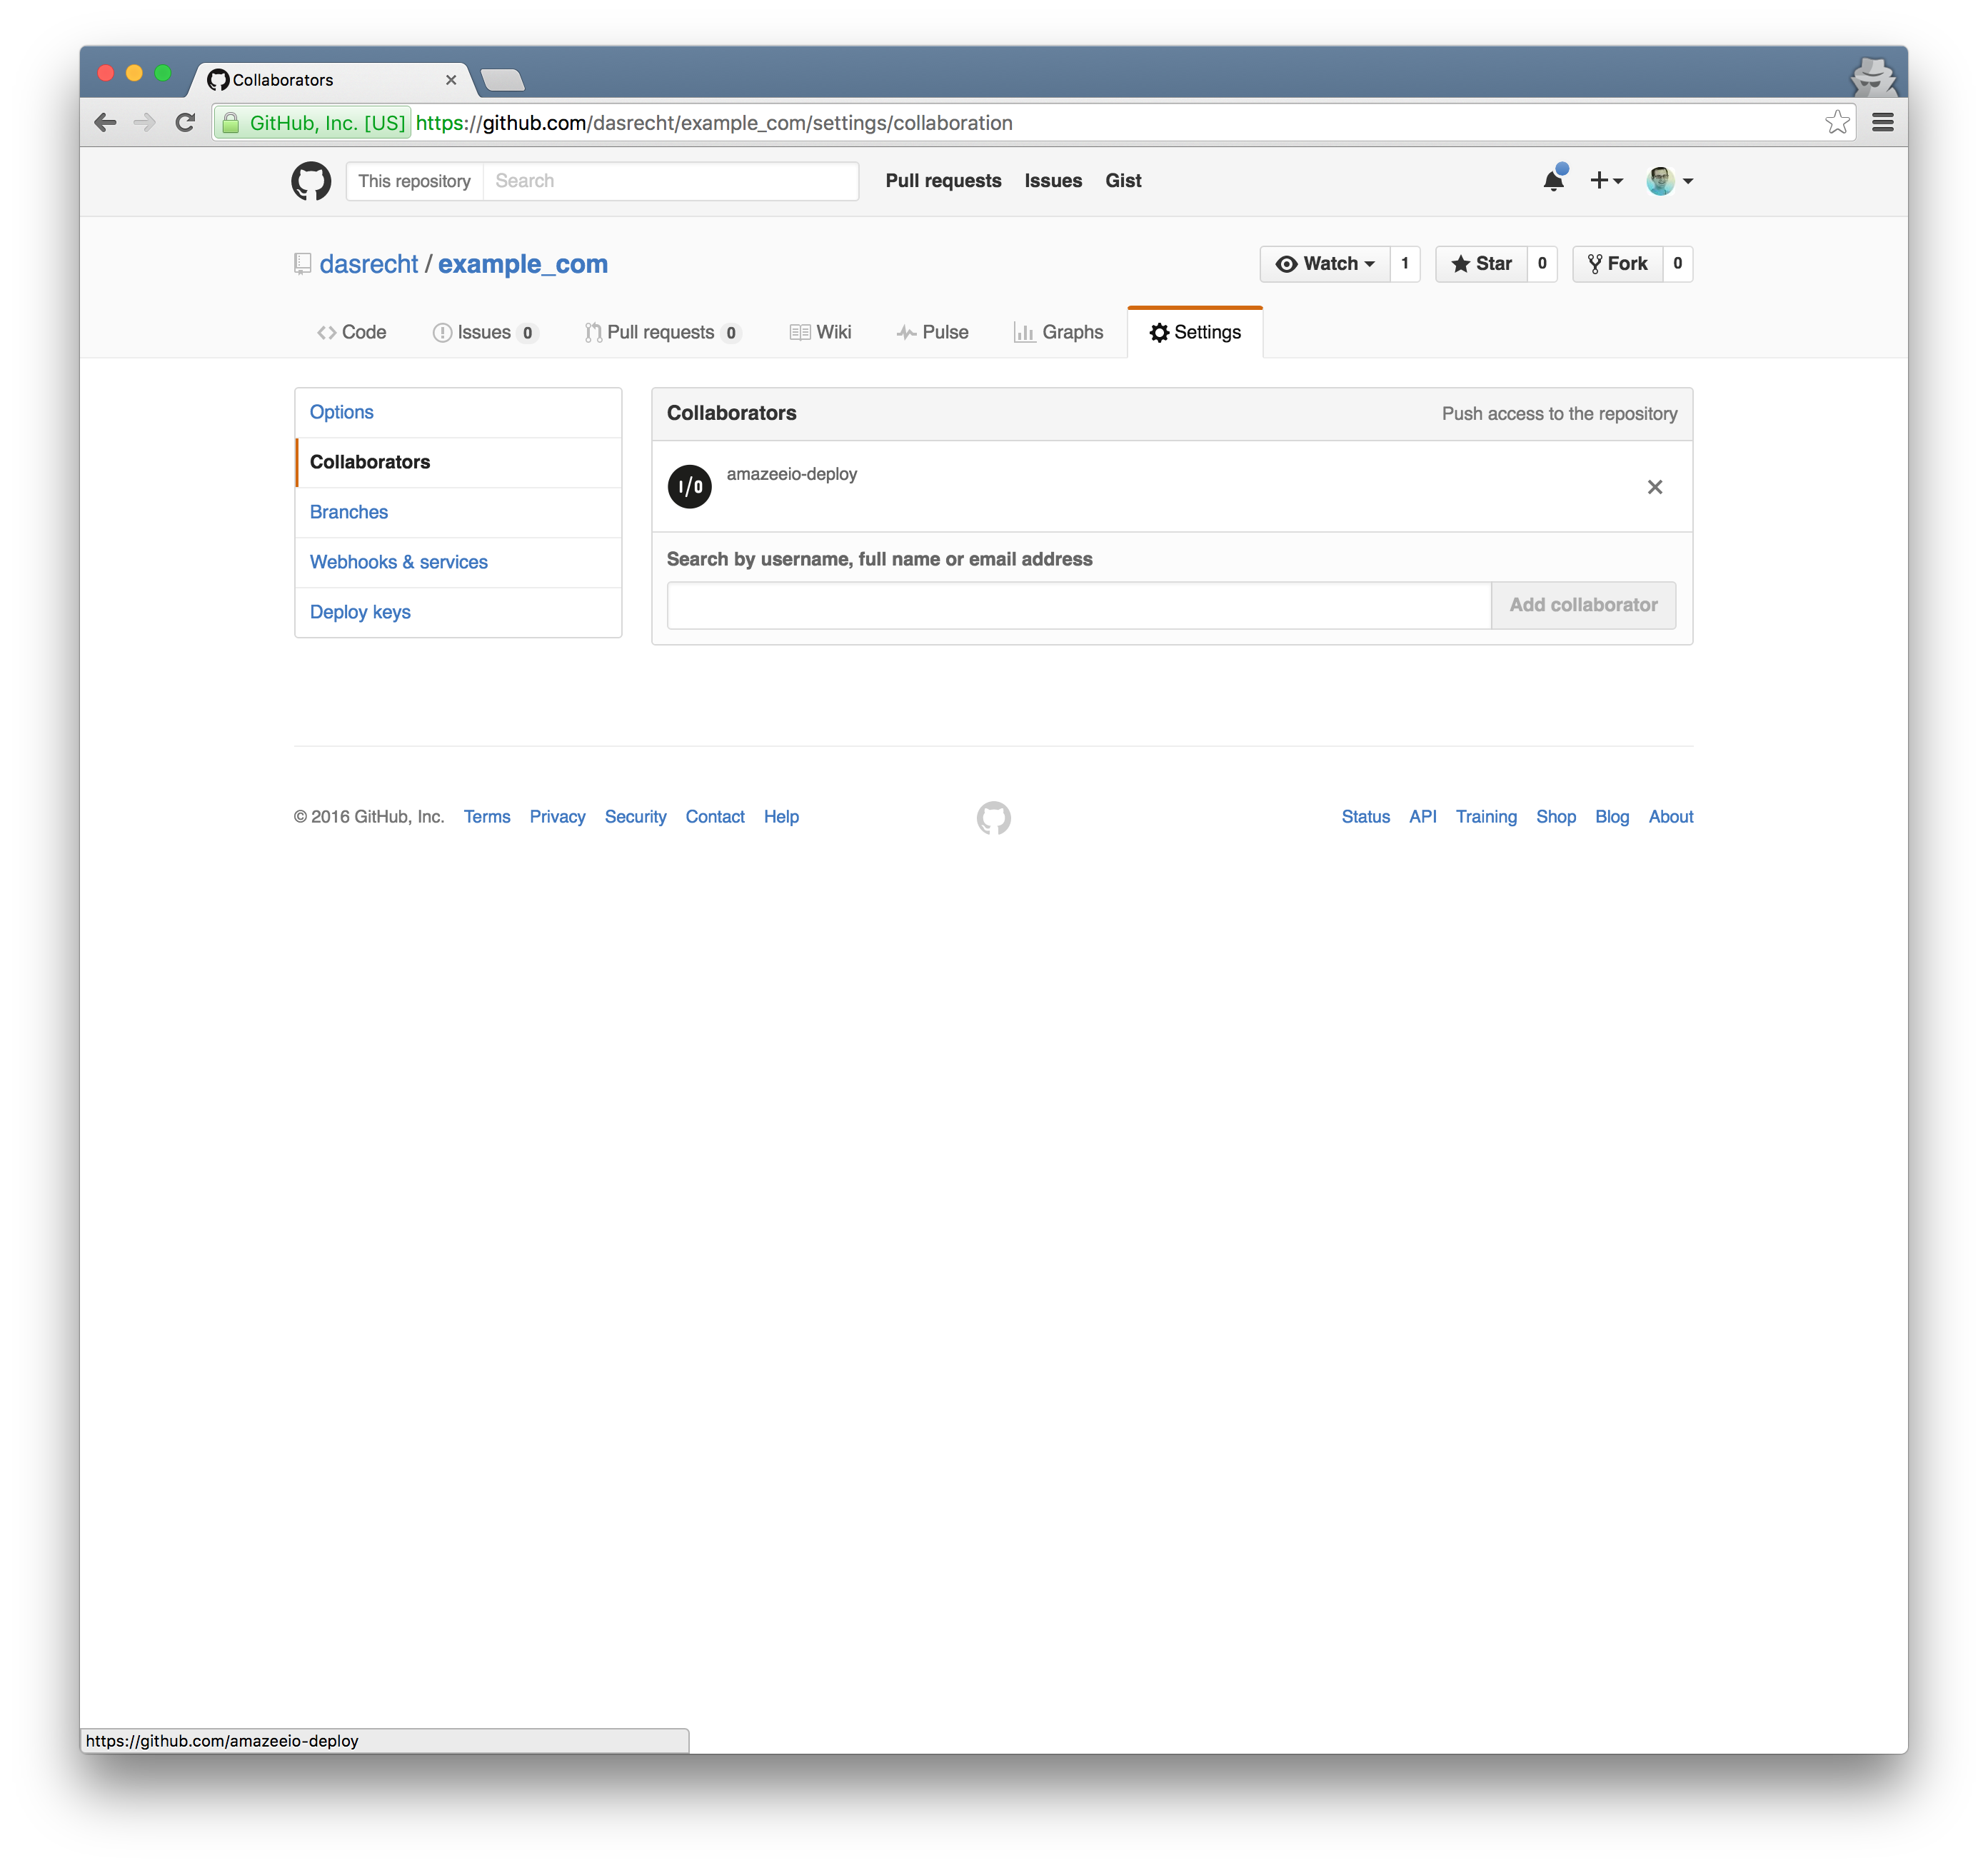 Collaborators
GitHub, Inc. [US] https://github.com/dasrecht/example_com/settings/collaboration
This repository Search Pull requests Issues Gist
dasrecht / example_com Watch 1 Star 0 Fork 0
Code Issues 0 Pull requests 0 Wiki Pulse Graphs Settings
Options
Collaborators
Branches
Webhooks & services
Deploy keys
Collaborators Push access to the repository
I/O amazeeio-deploy
Search by username, full name or email address
Add collaborator
© 2016 GitHub, Inc. Terms Privacy Security Contact Help Status API Training Shop Blog About
https://github.com/amazeeio-deploy